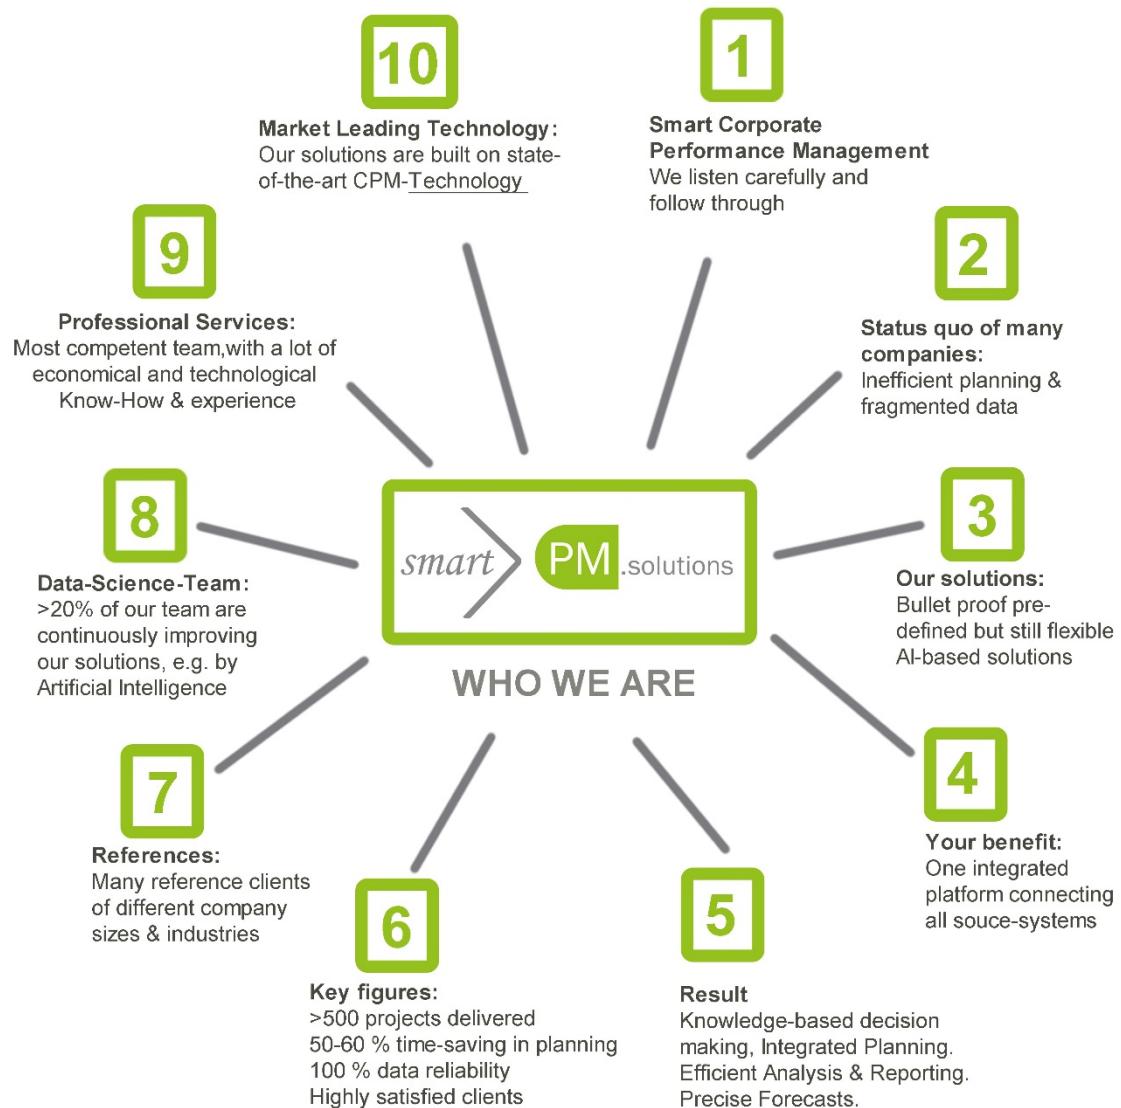 1
Smart Corporate
Performance Management
We listen carefully and
follow through
2
Status quo of many
companies:
Inefficient planning &
fragmented data
3
Our solutions:
Bullet proof pre-
defined but still flexible
AI-based solutions
4
Your benefit:
One integrated
platform connecting
all souce-systems
5
Result
Knowledge-based decision
making, Integrated Planning.
Efficient Analysis & Reporting.
Precise Forecasts.
6
Key figures:
>500 projects delivered
50-60 % time-saving in planning
100 % data reliability
Highly satisfied clients
7
References:
Many reference clients
of different company
sizes & industries
8
Data-Science-Team:
>20% of our team are
continuously improving
our solutions, e.g. by
Artificial Intelligence
9
Professional Services:
Most competent team,with a lot of
economical and technological
Know-How & experience
10
Market Leading Technology:
Our solutions are built on state-
of-the-art CPM-Technology
smart PM.solutions
WHO WE ARE